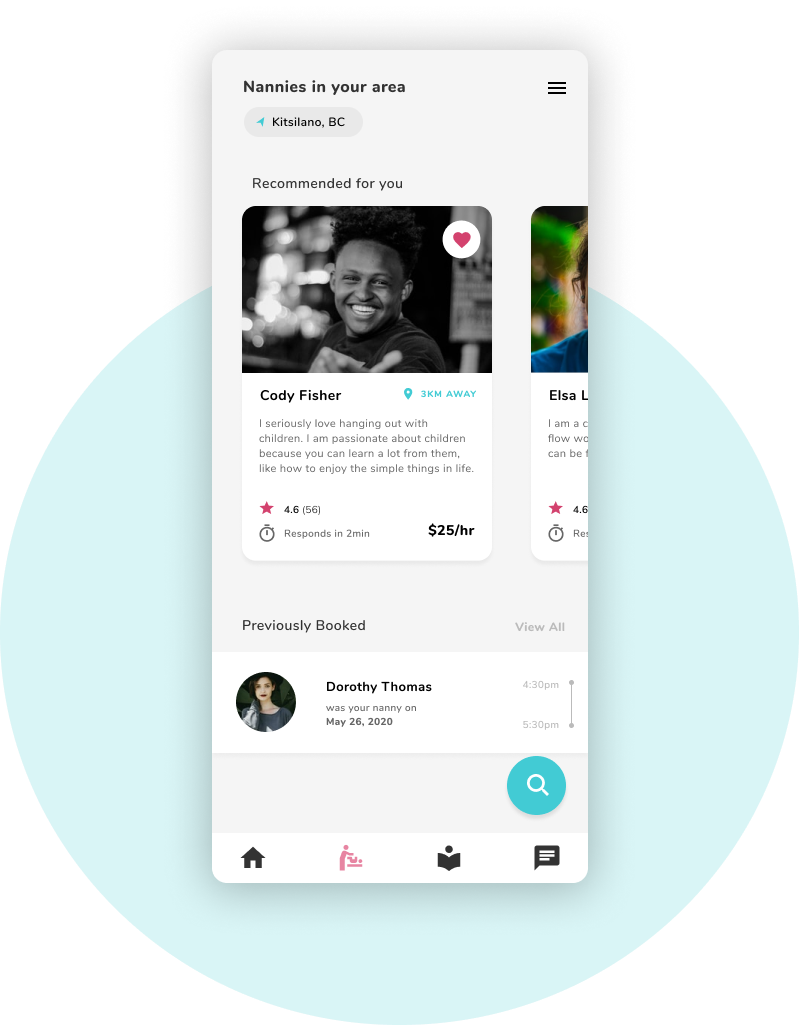 Nannies in your area
Kitsilano, BC
Recommended for you
Cody Fisher
3KM AWAY
I seriously love hanging out with
children. I am passionate about children
because you can learn a lot from them,
like how to enjoy the simple things in life.
4.6 (56)
Responds in 2min
$25/hr
Elsa L
I am a c
flow wo
can be f
4.6
Res
Previously Booked
View All
Dorothy Thomas
was your nanny on
May 26, 2020
4:30pm
5:30pm